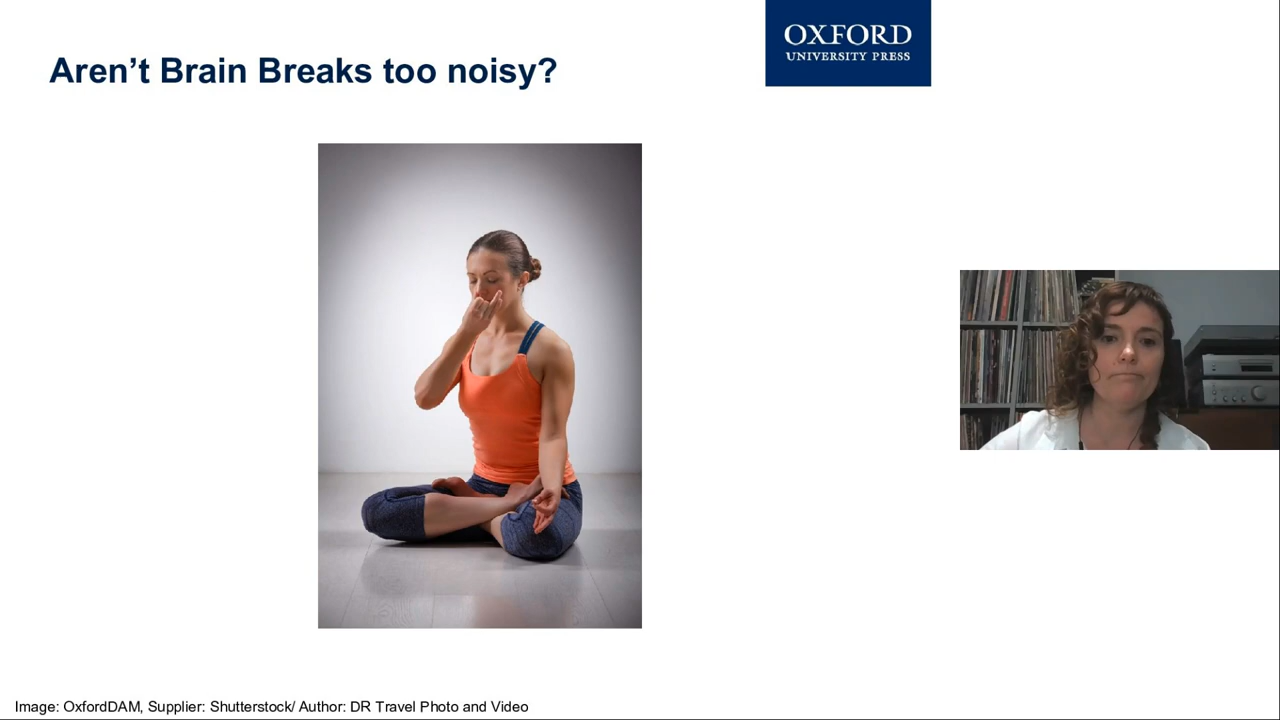 Aren’t Brain Breaks too noisy?
OXFORD
UNIVERSITY PRESS
Image: OxfordDAM, Supplier: Shutterstock/ Author: DR Travel Photo and Video